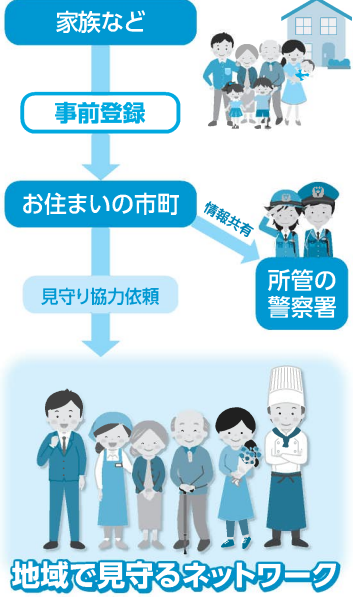 家族など
事前登録
お住まいの市町
情報共有
所管の
警察署
見守り協力依頼
地域で見守るネットワーク